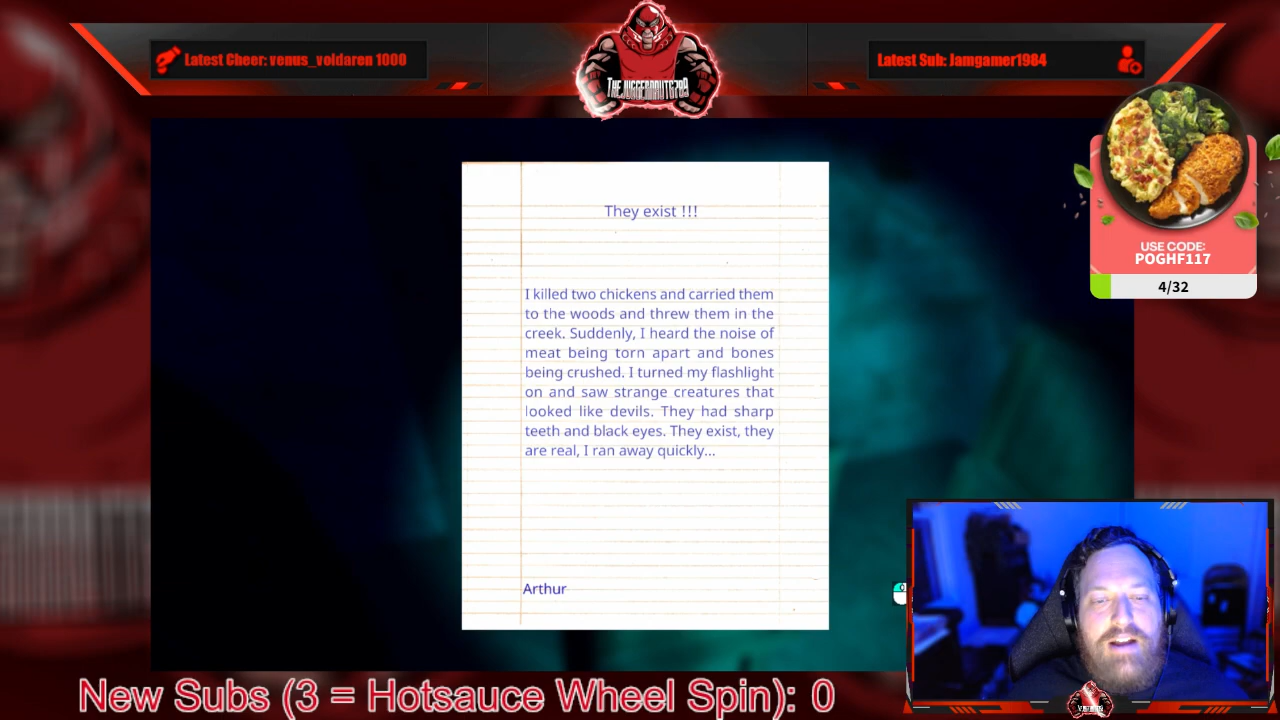 Latest Cheer: venus_voldaren 1000
THEJUGGERNAUT6789
Latest Sub: Jamgamer1984
USE CODE:
POGHF117
4/32
They exist !!!
I killed two chickens and carried them
to the woods and threw them in the
creek. Suddenly, I heard the noise of
meat being torn apart and bones
being crushed. I turned my flashlight
on and saw strange creatures that
looked like devils. They had sharp
teeth and black eyes. They exist, they
are real, I ran away quickly...
Arthur
New Subs (3 = Hotsauce Wheel Spin): 0